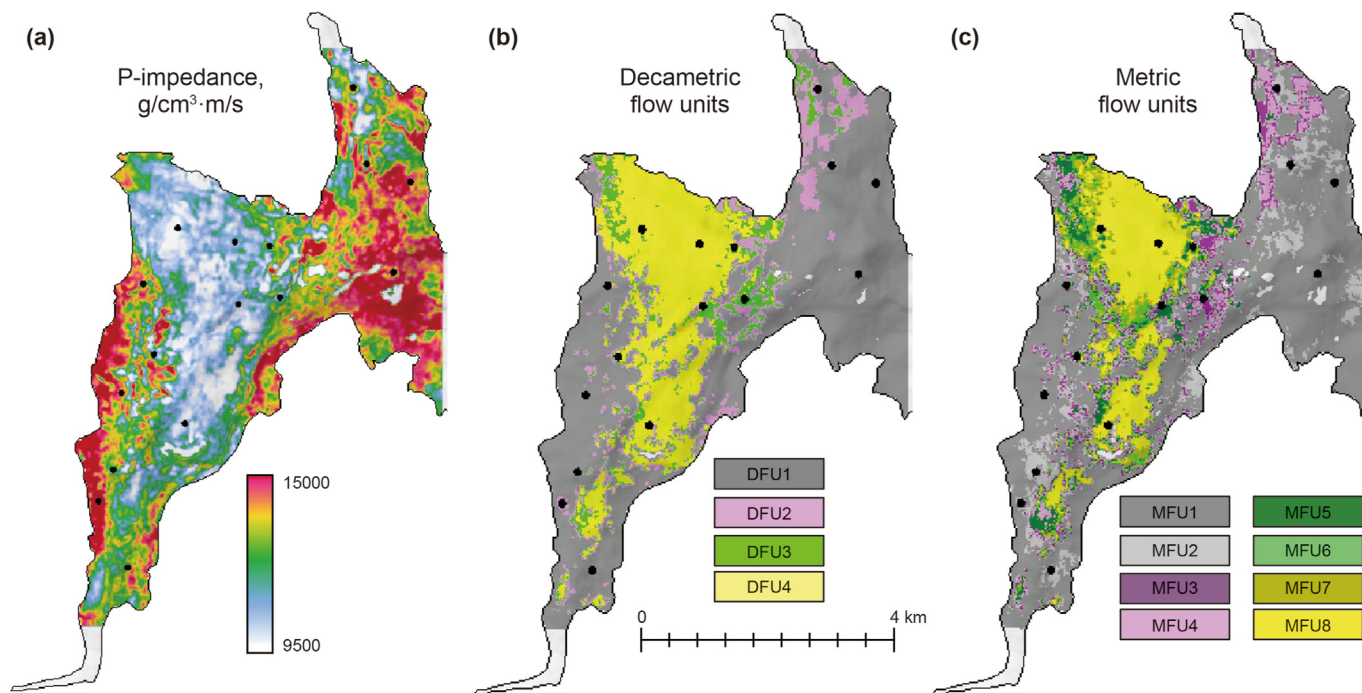 (a)
P-impedance,
g/cm³·m/s
15000
9500
(b)
Decametric
flow units
DFU1
DFU2
DFU3
DFU4
0 4 km
(c)
Metric
flow units
MFU1 MFU5
MFU2 MFU6
MFU3 MFU7
MFU4 MFU8